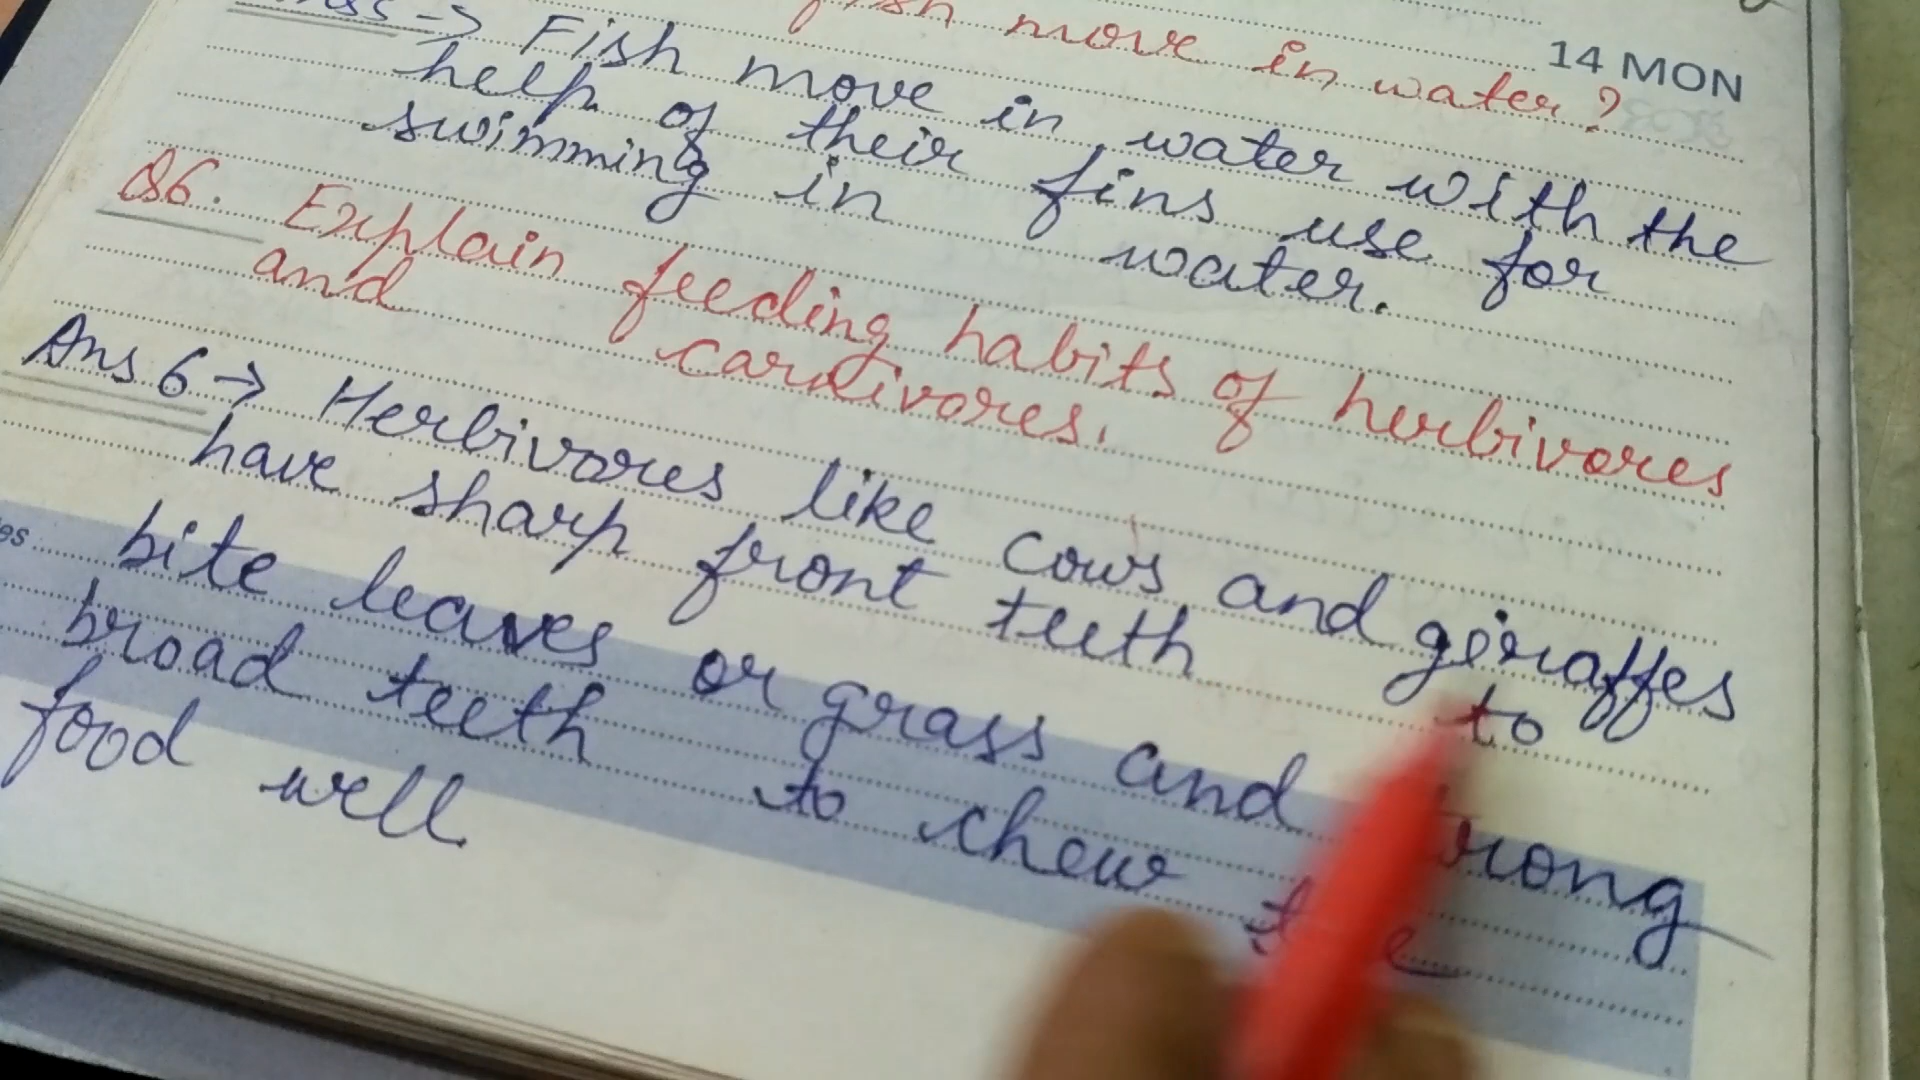 14 MON
fish move in water?
Ans5 -> Fish move in water with the
help of their fins use for
swimming in water.
Q6. Explain feeding habits of herbivores
and carnivores.
Ans 6 -> Herbivores like cows and giraffes
have sharp front teeth to
bite leaves or grass and strong
broad teeth to chew the
food well